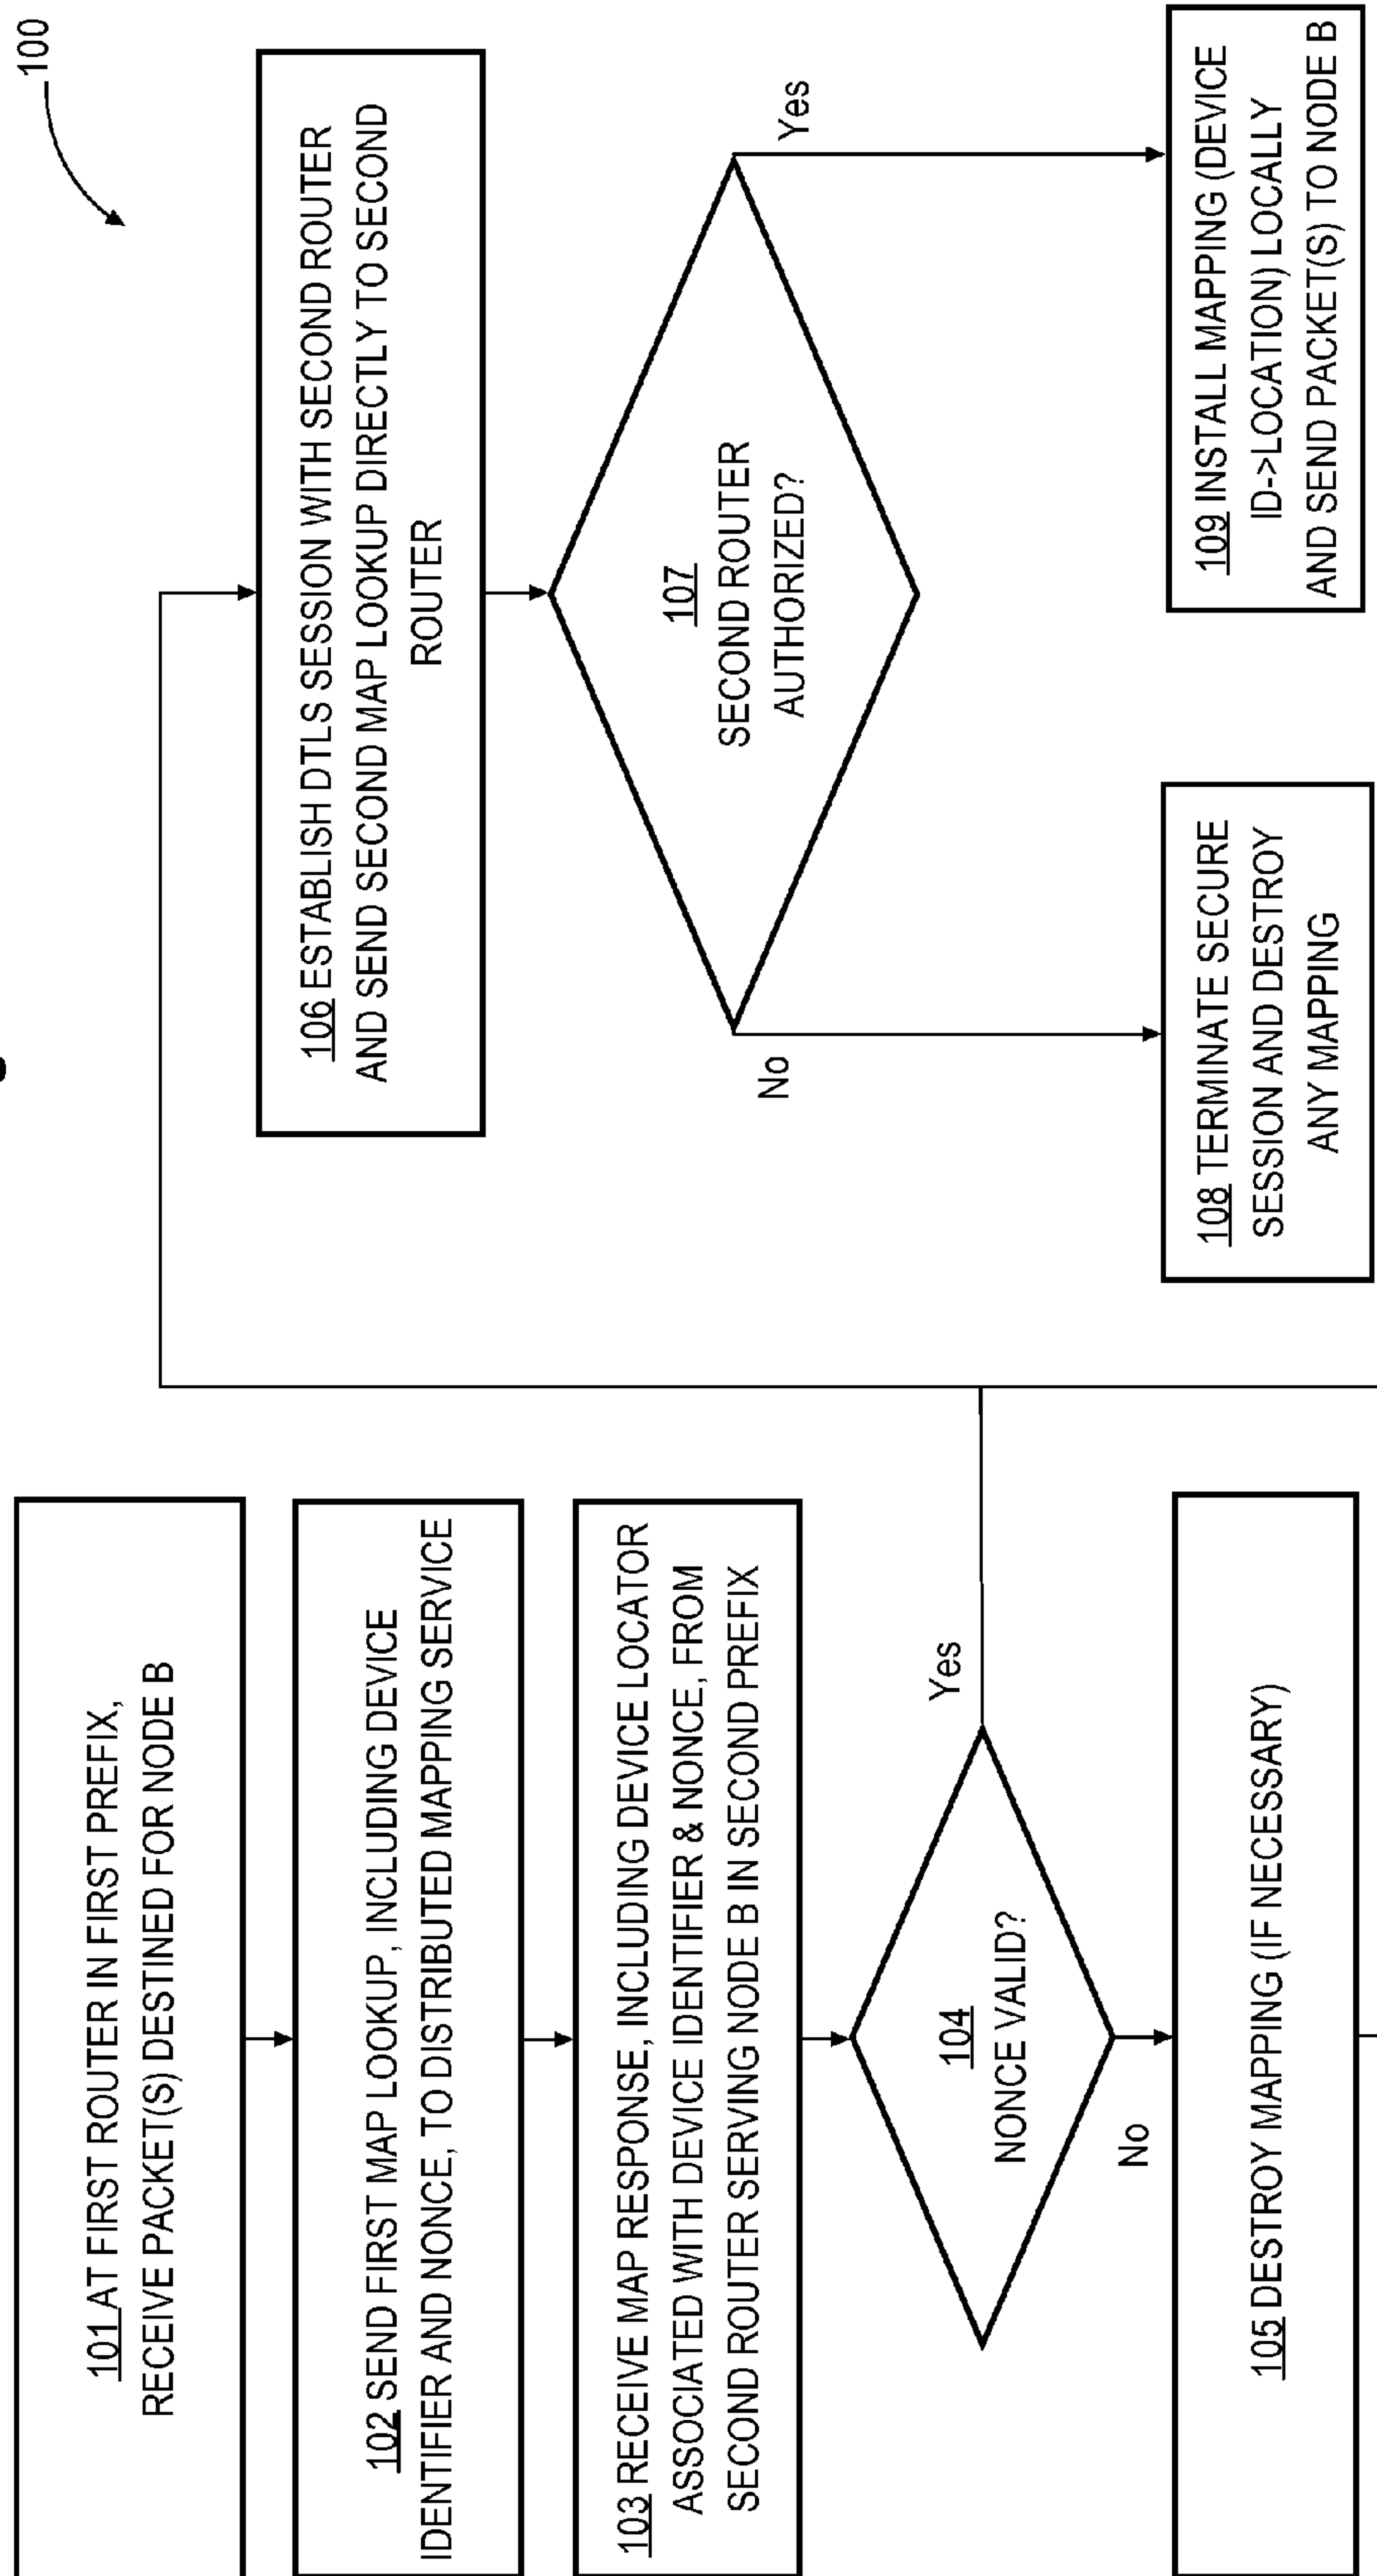 100
101 AT FIRST ROUTER IN FIRST PREFIX,
RECEIVE PACKET(S) DESTINED FOR NODE B
102 SEND FIRST MAP LOOKUP, INCLUDING DEVICE
IDENTIFIER AND NONCE, TO DISTRIBUTED MAPPING SERVICE
103 RECEIVE MAP RESPONSE, INCLUDING DEVICE LOCATOR
ASSOCIATED WITH DEVICE IDENTIFIER & NONCE, FROM
SECOND ROUTER SERVING NODE B IN SECOND PREFIX
104
NONCE VALID?
Yes
No
105 DESTROY MAPPING (IF NECESSARY)
106 ESTABLISH DTLS SESSION WITH SECOND ROUTER
AND SEND SECOND MAP LOOKUP DIRECTLY TO SECOND
ROUTER
107
SECOND ROUTER
AUTHORIZED?
No
Yes
108 TERMINATE SECURE
SESSION AND DESTROY
ANY MAPPING
109 INSTALL MAPPING (DEVICE
ID->LOCATION) LOCALLY
AND SEND PACKET(S) TO NODE B